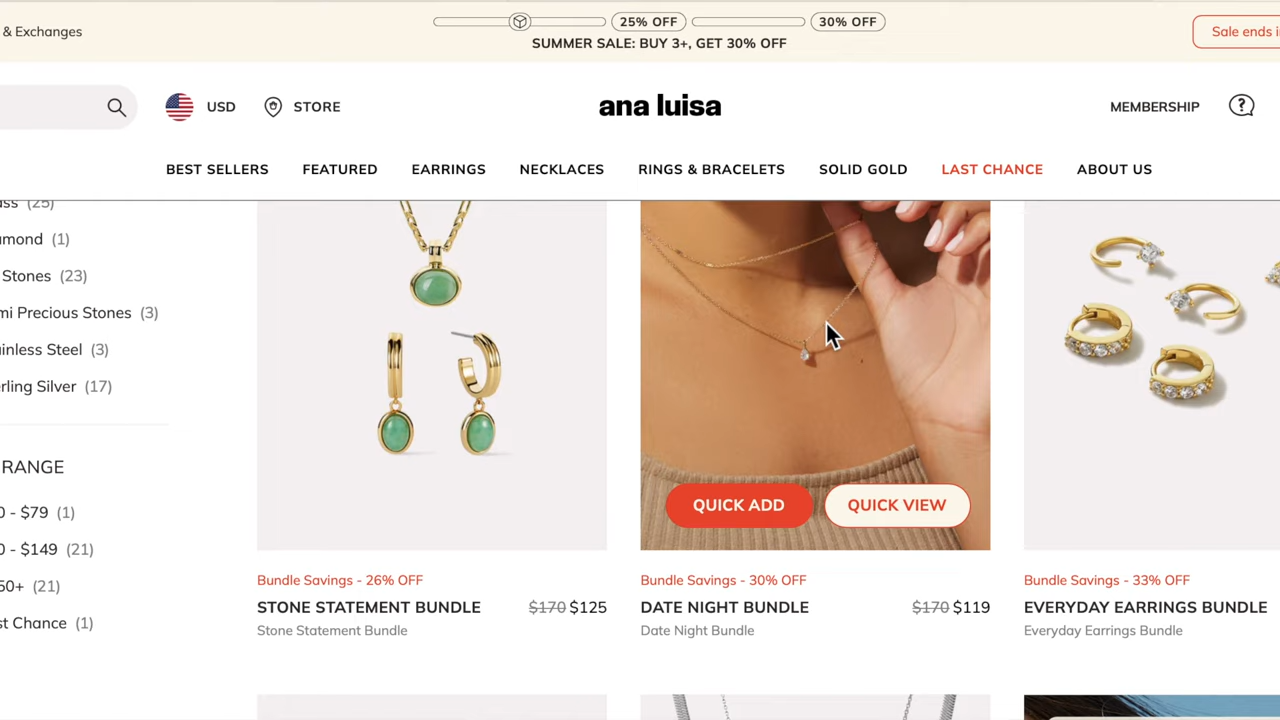 & Exchanges
25% OFF
30% OFF
SUMMER SALE: BUY 3+, GET 30% OFF
Sale ends i
USD
STORE
ana luisa
MEMBERSHIP
BEST SELLERS
FEATURED
EARRINGS
NECKLACES
RINGS & BRACELETS
SOLID GOLD
LAST CHANCE
ABOUT US
ass (25)
amond (1)
Stones (23)
mi Precious Stones (3)
ainless Steel (3)
erling Silver (17)
RANGE
0 - $79 (1)
0 - $149 (21)
50+ (21)
st Chance (1)
QUICK ADD
QUICK VIEW
Bundle Savings - 26% OFF
STONE STATEMENT BUNDLE $170 $125
Stone Statement Bundle
Bundle Savings - 30% OFF
DATE NIGHT BUNDLE $170 $119
Date Night Bundle
Bundle Savings - 33% OFF
EVERYDAY EARRINGS BUNDLE
Everyday Earrings Bundle